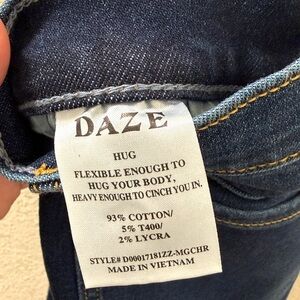 DAZE
HUG
FLEXIBLE ENOUGH TO
HUG YOUR BODY,
HEAVY ENOUGH TO CINCH YOU IN.
93% COTTON/
5% T400/
2% LYCRA
STYLE# D00017181ZZ-MGCHR
MADE IN VIETNAM